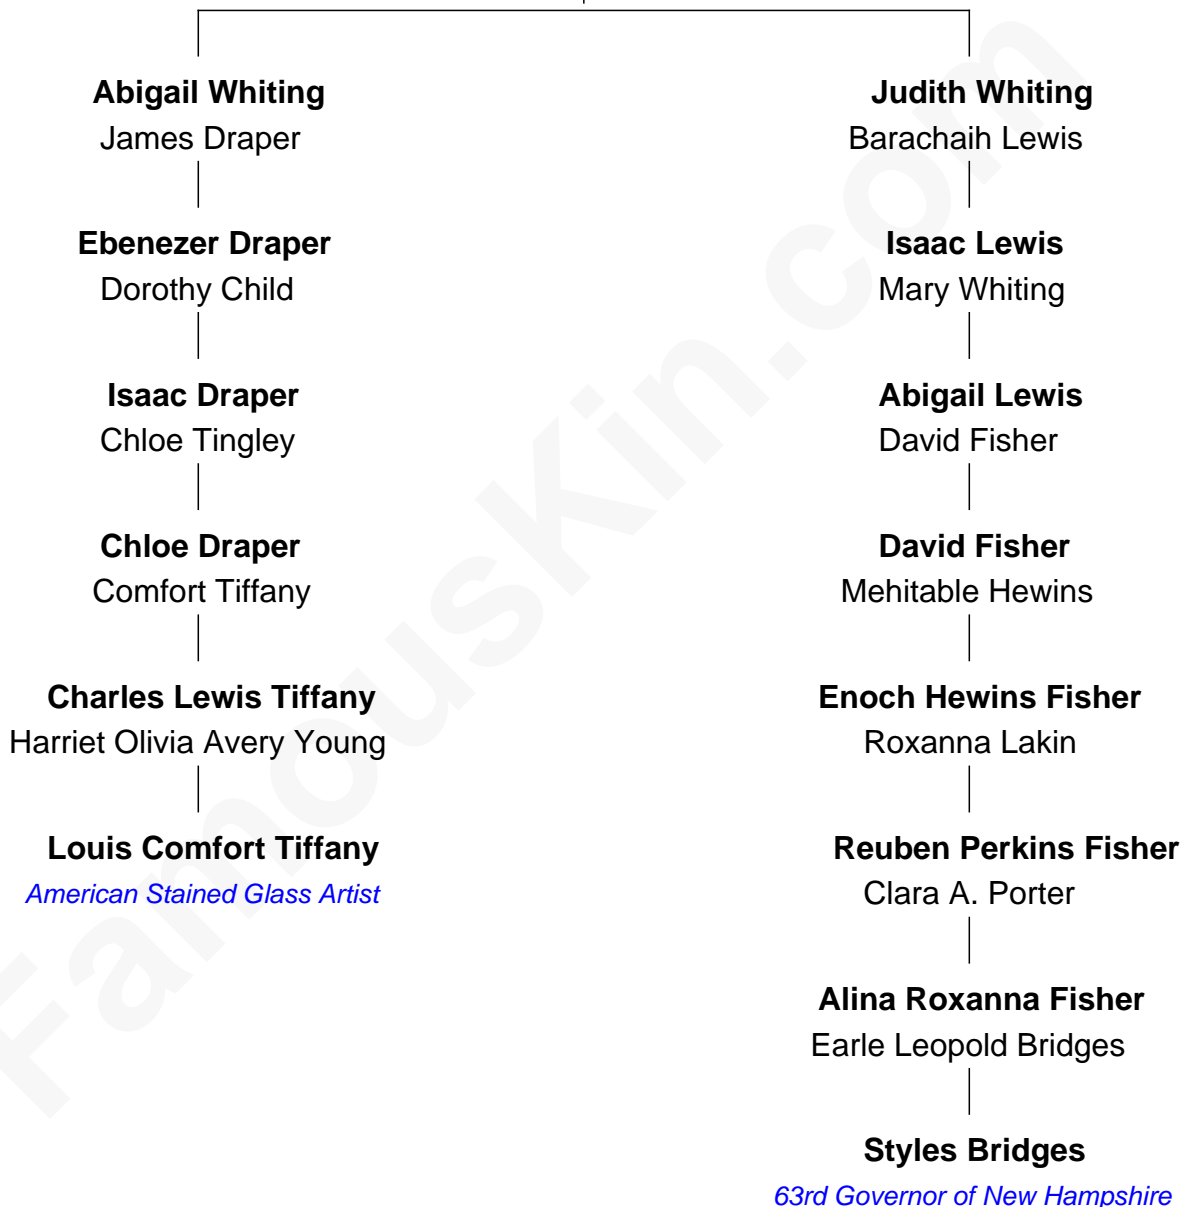 Abigail Whiting
James Draper
Ebenezer Draper
Dorothy Child
Isaac Draper
Chloe Tingley
Chloe Draper
Comfort Tiffany
Charles Lewis Tiffany
Harriet Olivia Avery Young
Louis Comfort Tiffany
American Stained Glass Artist
Judith Whiting
Barachaih Lewis
Isaac Lewis
Mary Whiting
Abigail Lewis
David Fisher
David Fisher
Mehitable Hewins
Enoch Hewins Fisher
Roxanna Lakin
Reuben Perkins Fisher
Clara A. Porter
Alina Roxanna Fisher
Earle Leopold Bridges
Styles Bridges
63rd Governor of New Hampshire
FamousKin.com